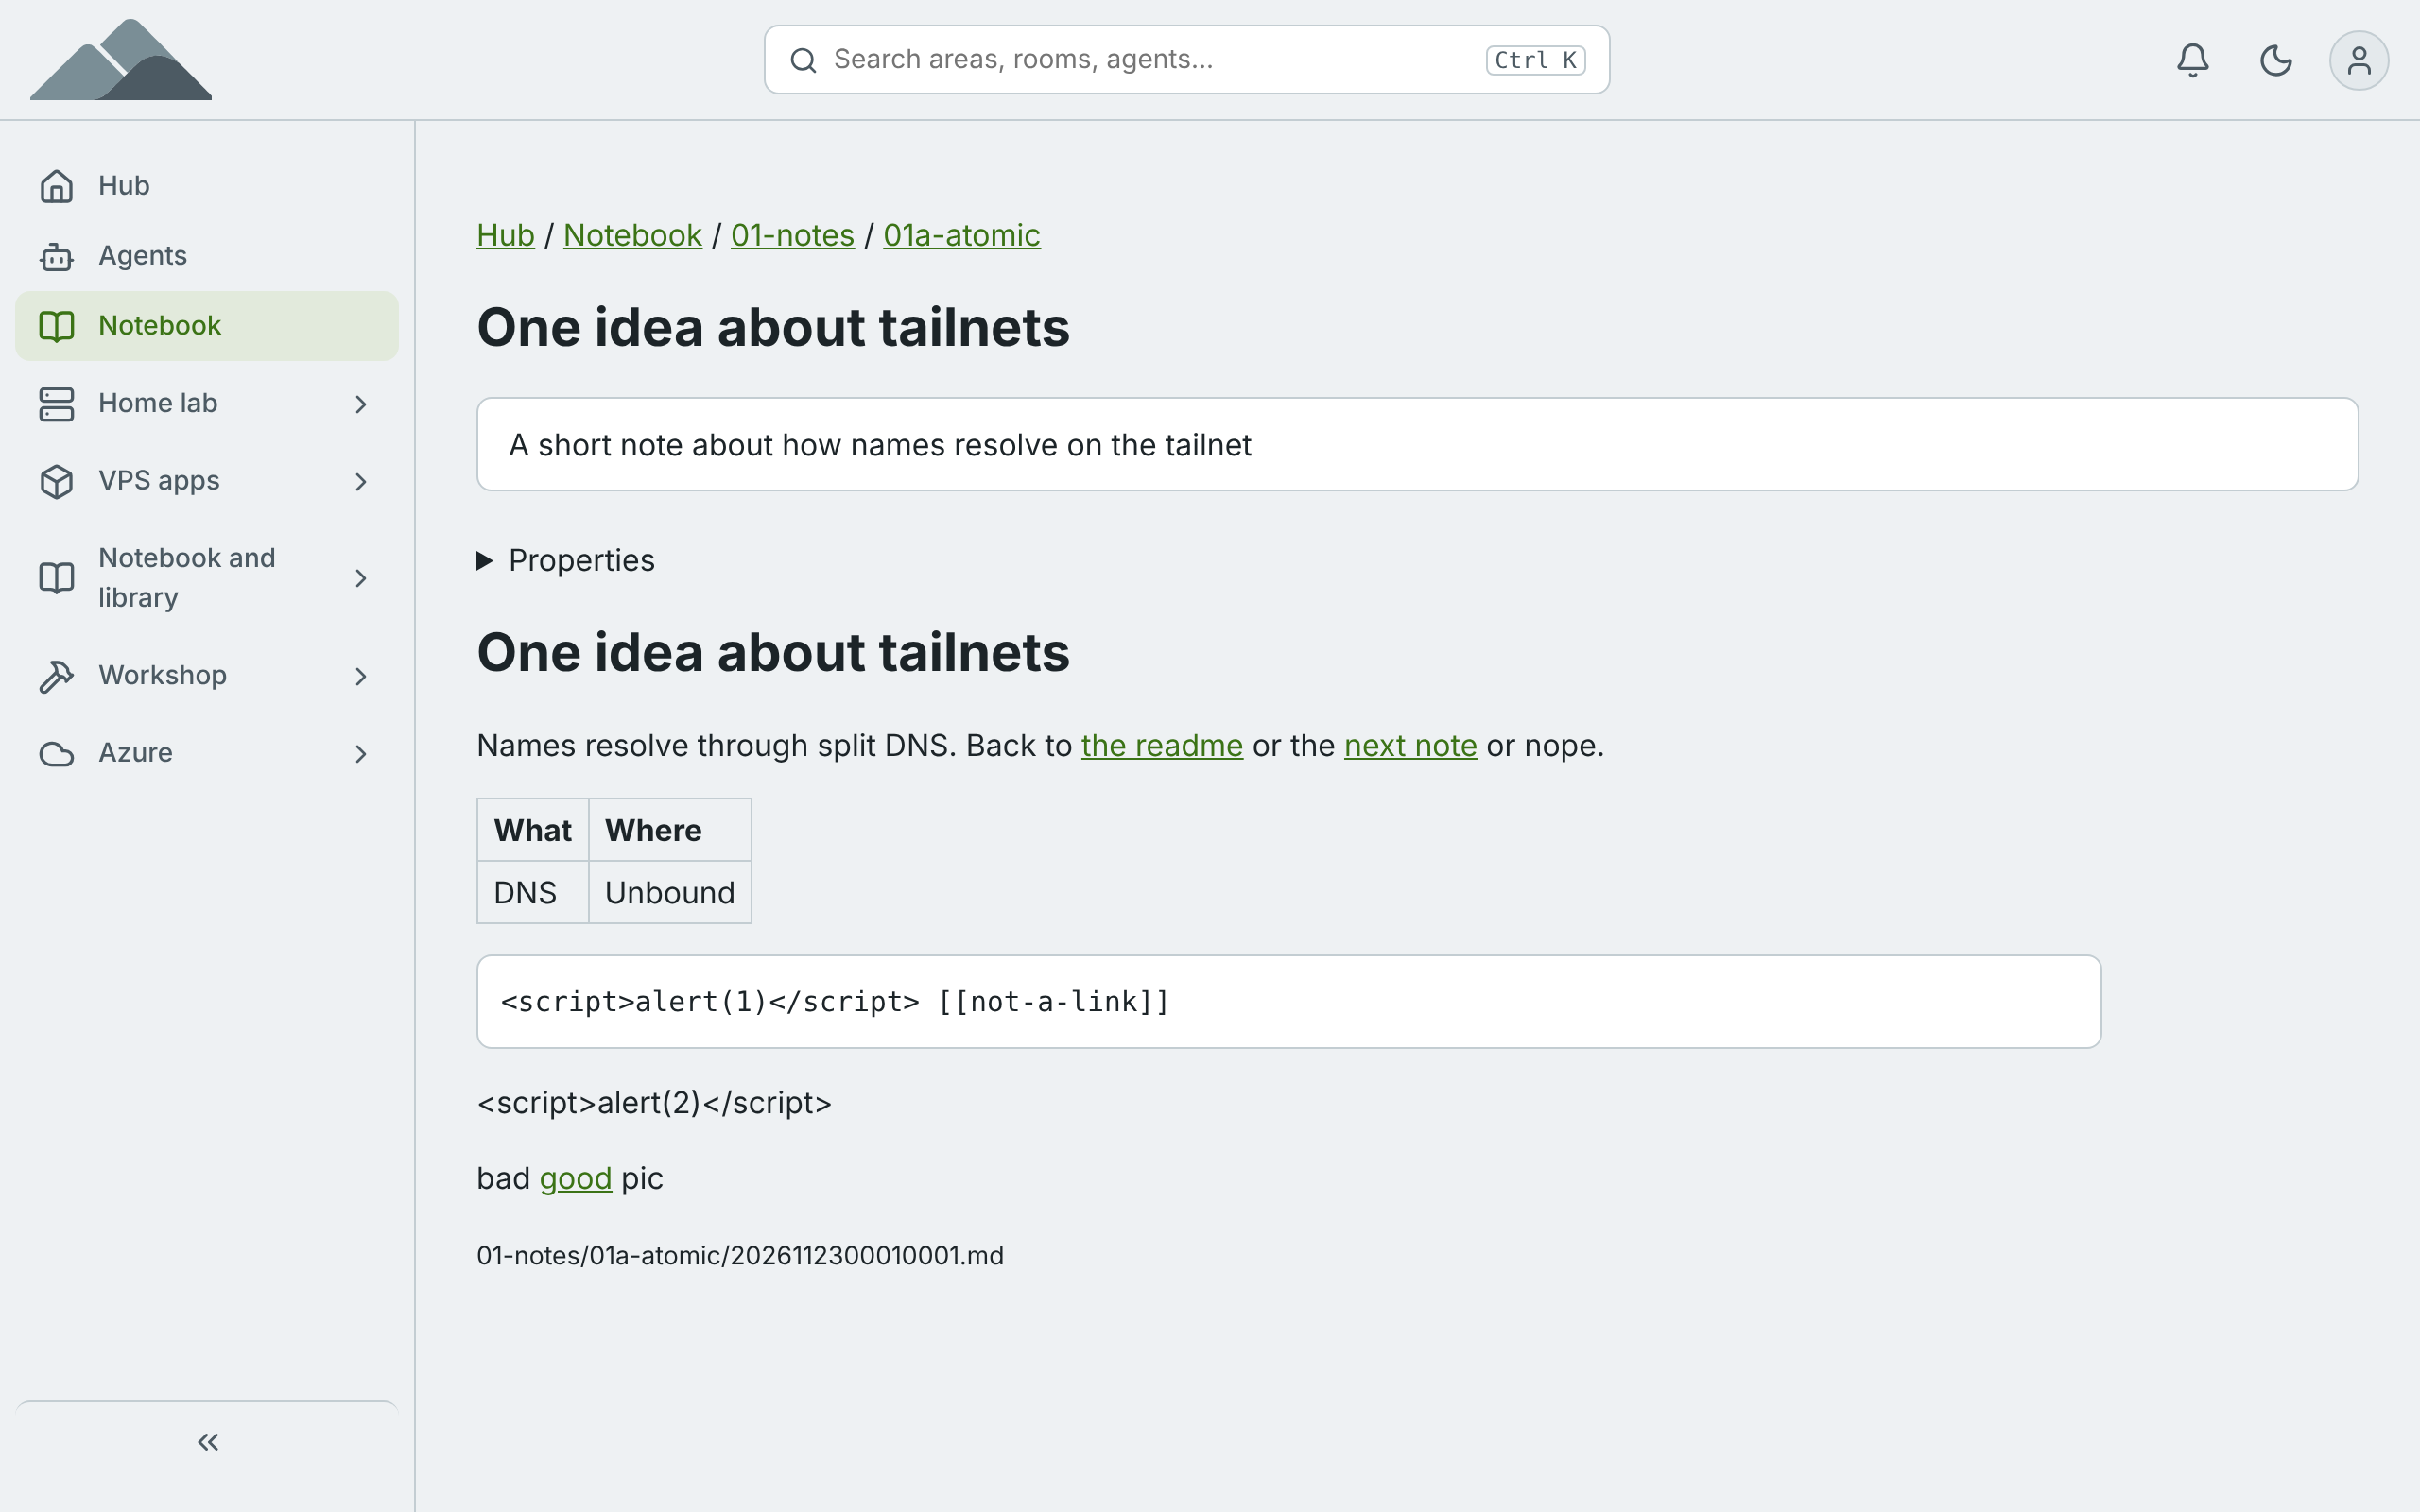 Search areas, rooms, agents...
Ctrl K
Hub
Agents
Notebook
Home lab
VPS apps
Notebook and
library
Workshop
Azure
Hub / Notebook / 01-notes / 01a-atomic
One idea about tailnets
A short note about how names resolve on the tailnet
Properties
One idea about tailnets
Names resolve through split DNS. Back to the readme or the next note or nope.
What Where
DNS Unbound
<script>alert(1)</script> [[not-a-link]]
<script>alert(2)</script>
bad good pic
01-notes/01a-atomic/2026112300010001.md